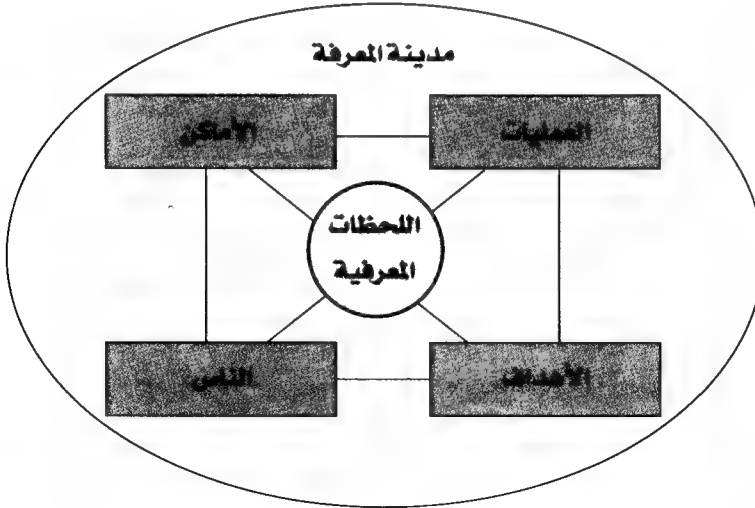 مدينة المعرفة
العمليات
الأماكن
اللحظات
المعرفية
الأهداف
الناس